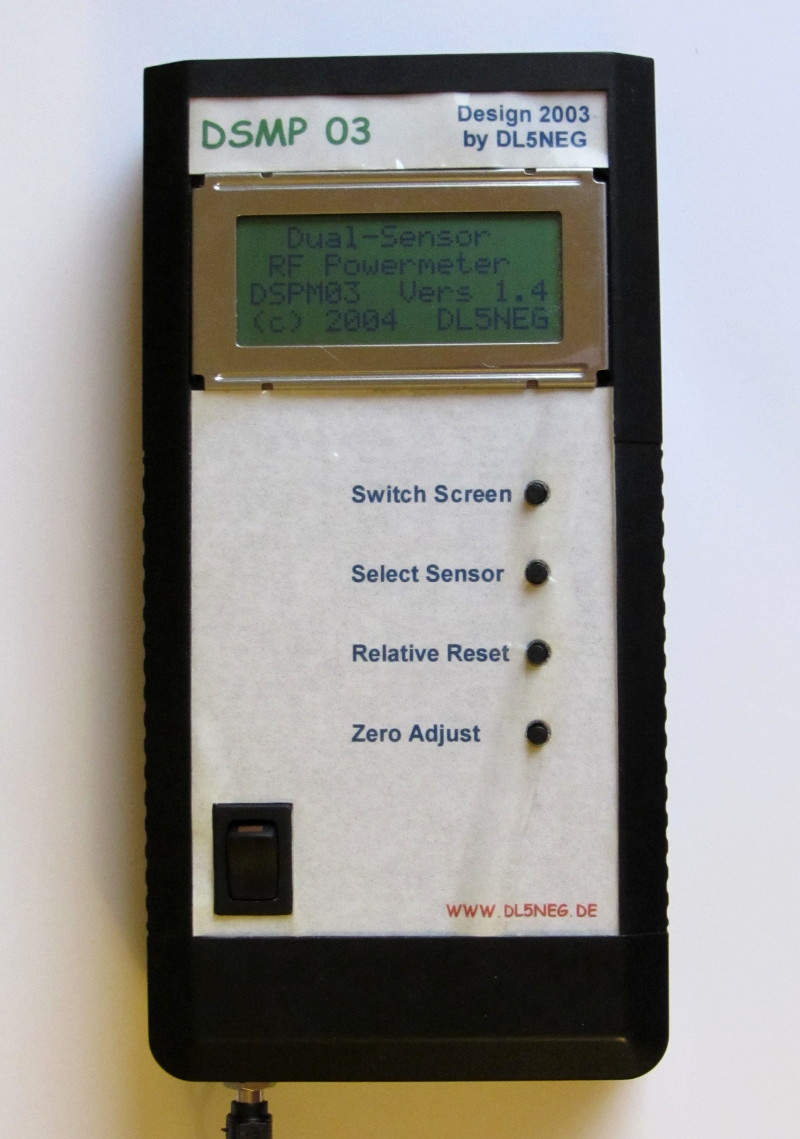 DSMP 03
Design 2003
by DL5NEG
Dual-Sensor
RF Powermeter
DSPM03 Vers 1.4
(c) 2004 DL5NEG
Switch Screen
Select Sensor
Relative Reset
Zero Adjust
WWW.DL5NEG.DE